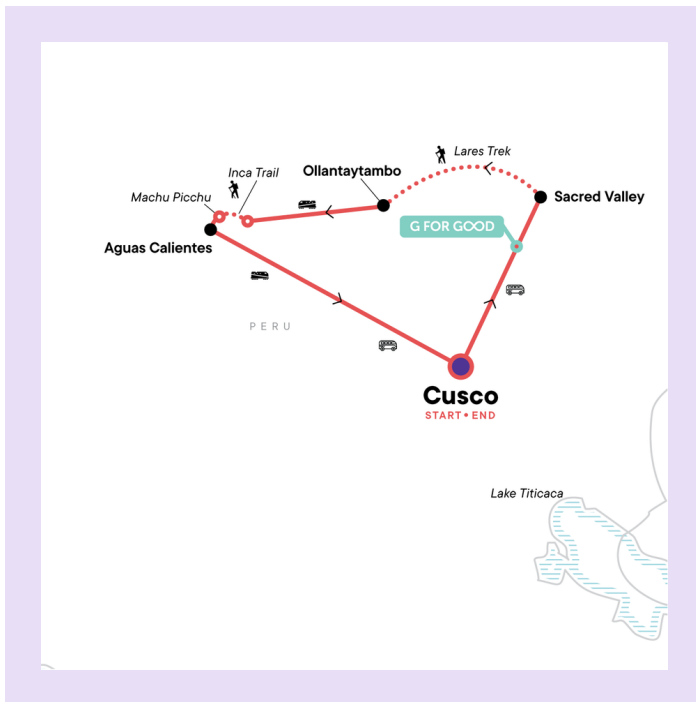 Lares Trek
Inca Trail
Ollantaytambo
Machu Picchu
Sacred Valley
G FOR GOOD
Aguas Calientes
PERU
Cusco
START • END
Lake Titicaca